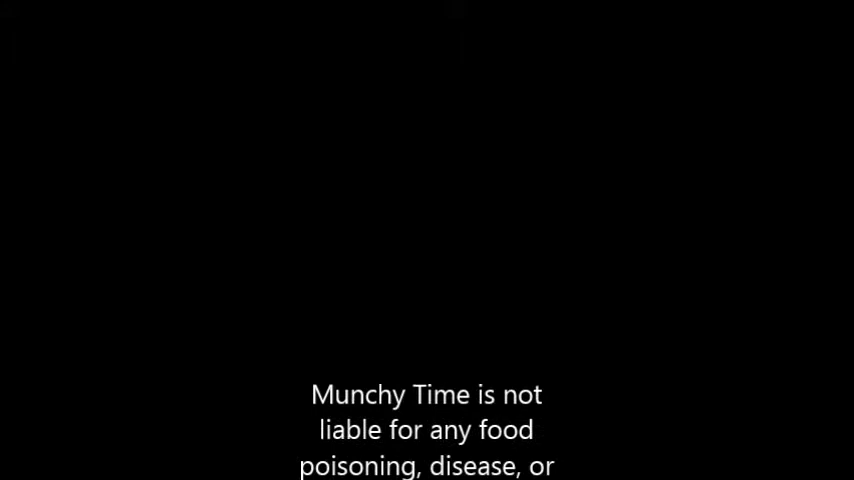 Munchy Time is not
liable for any food
poisoning, disease, or